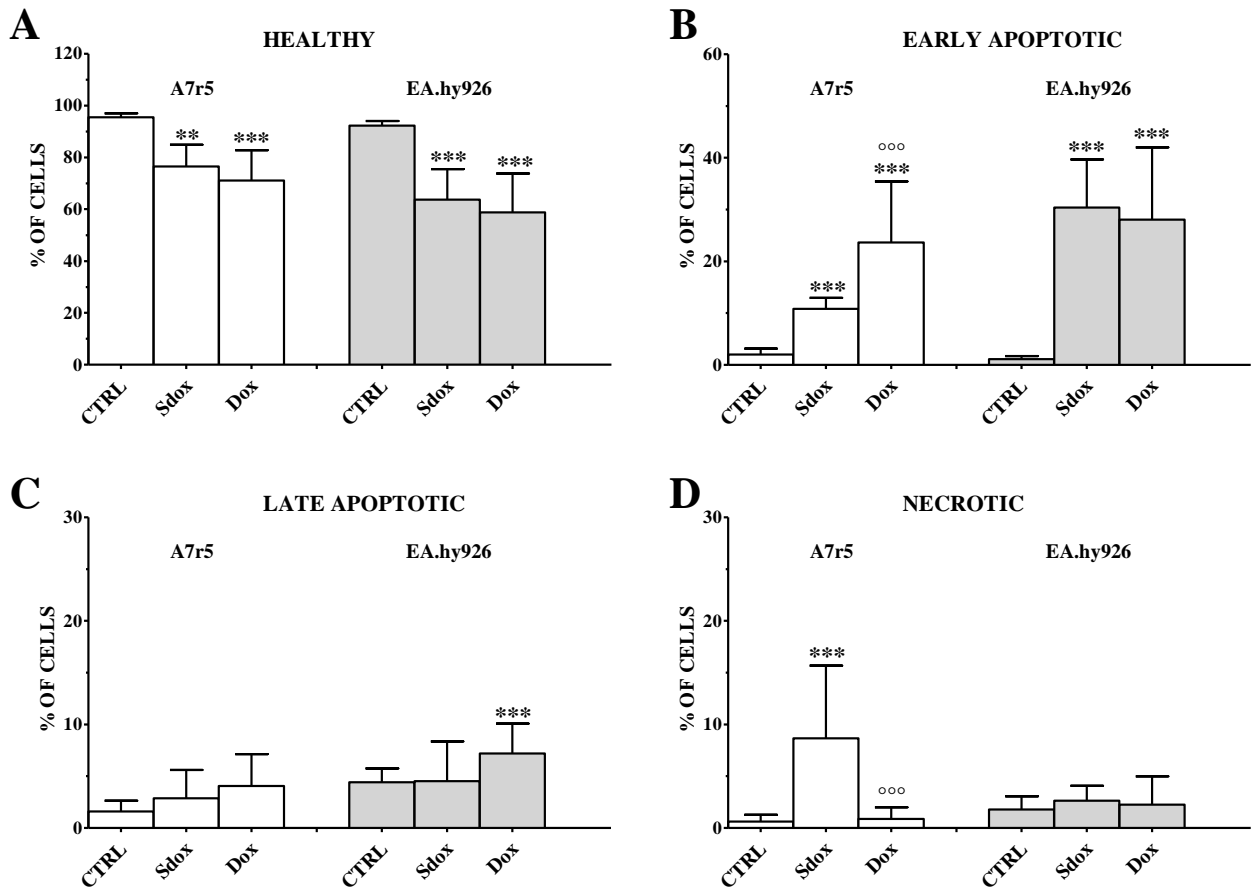 A
HEALTHY
120
100
80
60
40
20
0
% OF CELLS
A7r5
EA.hy926
**
***
***
***
CTRL
Sdox
Dox
CTRL
Sdox
Dox
B
EARLY APOPTOTIC
60
40
20
0
% OF CELLS
A7r5
EA.hy926
***
°°°
***
***
***
CTRL
Sdox
Dox
CTRL
Sdox
Dox
C
LATE APOPTOTIC
30
20
10
0
% OF CELLS
A7r5
EA.hy926
***
CTRL
Sdox
Dox
CTRL
Sdox
Dox
D
NECROTIC
30
20
10
0
% OF CELLS
A7r5
EA.hy926
***
°°°
CTRL
Sdox
Dox
CTRL
Sdox
Dox